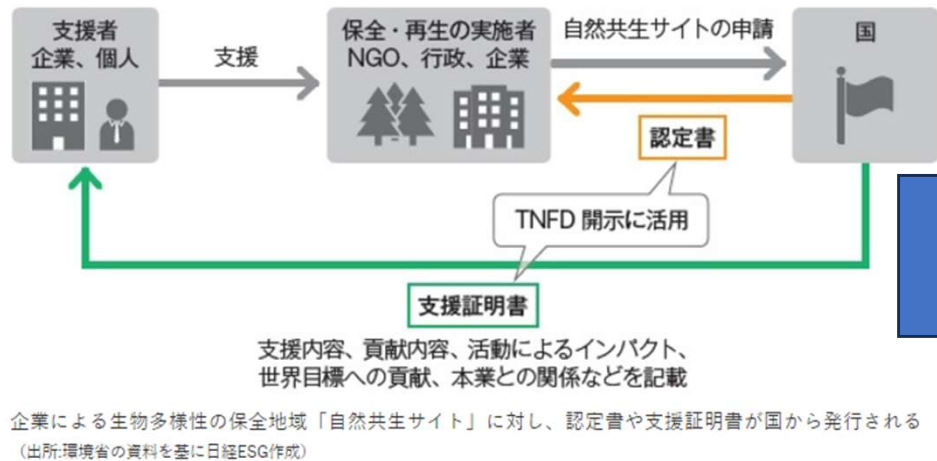 支援者
企業、個人
支援
保全・再生の実施者
NGO、行政、企業
自然共生サイトの申請
国
認定書
TNFD 開示に活用
支援証明書
支援内容、貢献内容、活動によるインパクト、
世界目標への貢献、本業との関係などを記載
企業による生物多様性の保全地域「自然共生サイト」に対し、認定書や支援証明書が国から発行される
（出所:環境省の資料を基に日経ESG作成）